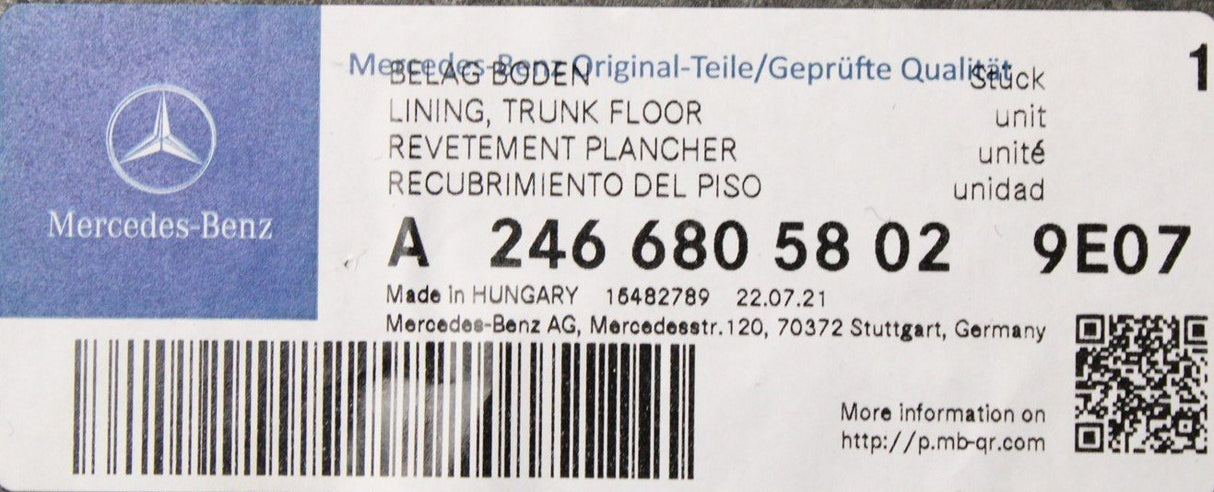 Mercedes-Benz
Mercedes-Benz Original-Teile/Geprüfte Qualität
BELAG BODEN Stück 1
LINING, TRUNK FLOOR unit
REVETEMENT PLANCHER unité
RECUBRIMIENTO DEL PISO unidad
A 246 680 58 02 9E07
Made in HUNGARY 15482789 22.07.21
Mercedes-Benz AG, Mercedesstr.120, 70372 Stuttgart, Germany
More information on
http://p.mb-qr.com